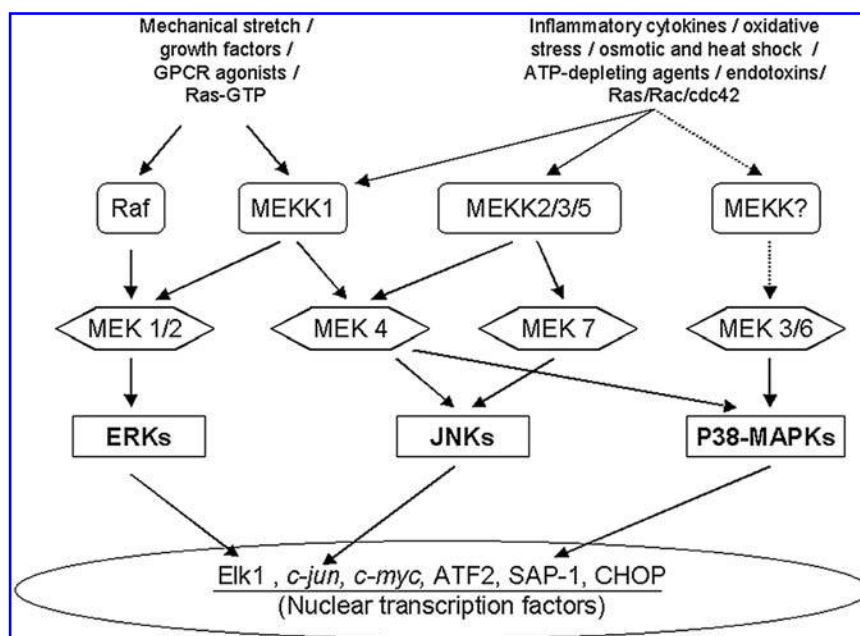 Mechanical stretch /
growth factors /
GPCR agonists /
Ras-GTP
Inflammatory cytokines / oxidative
stress / osmotic and heat shock /
ATP-depleting agents / endotoxins/
Ras/Rac/cdc42
Raf
MEKK1
MEKK2/3/5
MEKK?
MEK 1/2
MEK 4
MEK 7
MEK 3/6
ERKs
JNKs
P38-MAPKs
Elk1 , c-jun, c-myc, ATF2, SAP-1, CHOP
(Nuclear transcription factors)